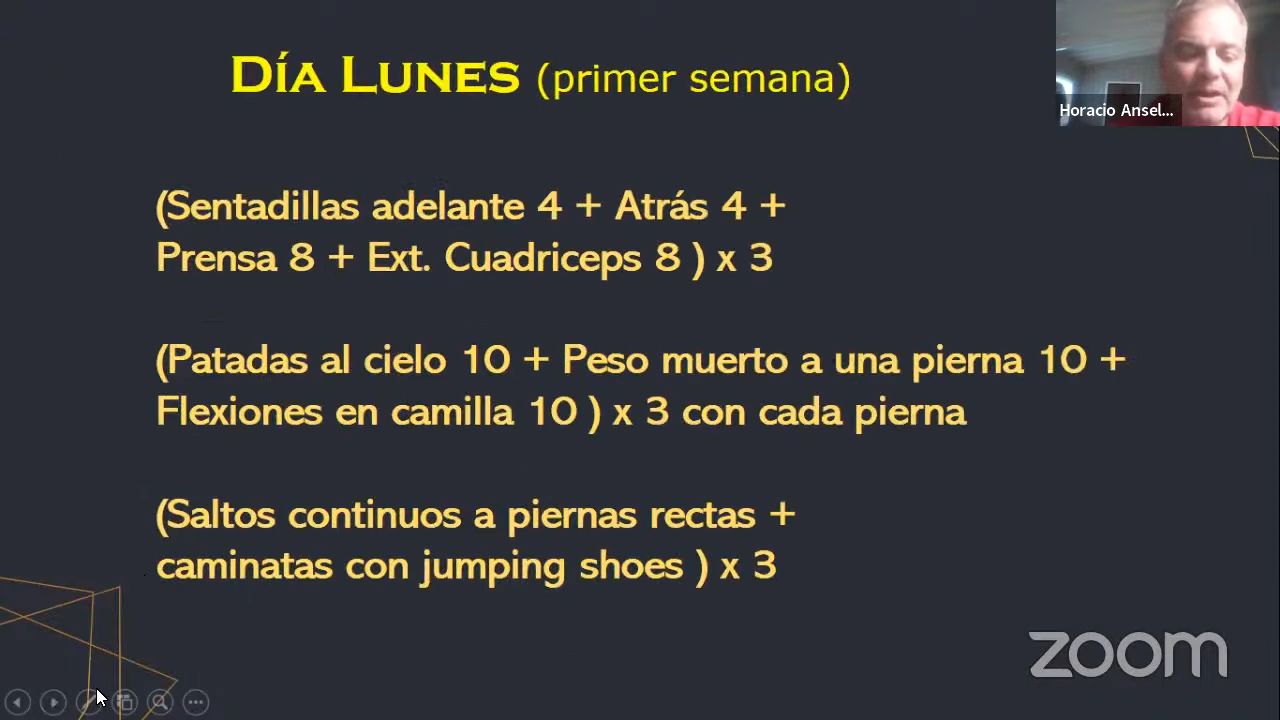 DÍA LUNES (primer semana)
Horacio Ansel...
(Sentadillas adelante 4 + Atrás 4 +
Prensa 8 + Ext. Cuadriceps 8 ) x 3
(Patadas al cielo 10 + Peso muerto a una pierna 10 +
Flexiones en camilla 10 ) x 3 con cada pierna
(Saltos continuos a piernas rectas +
caminatas con jumping shoes ) x 3
zoom